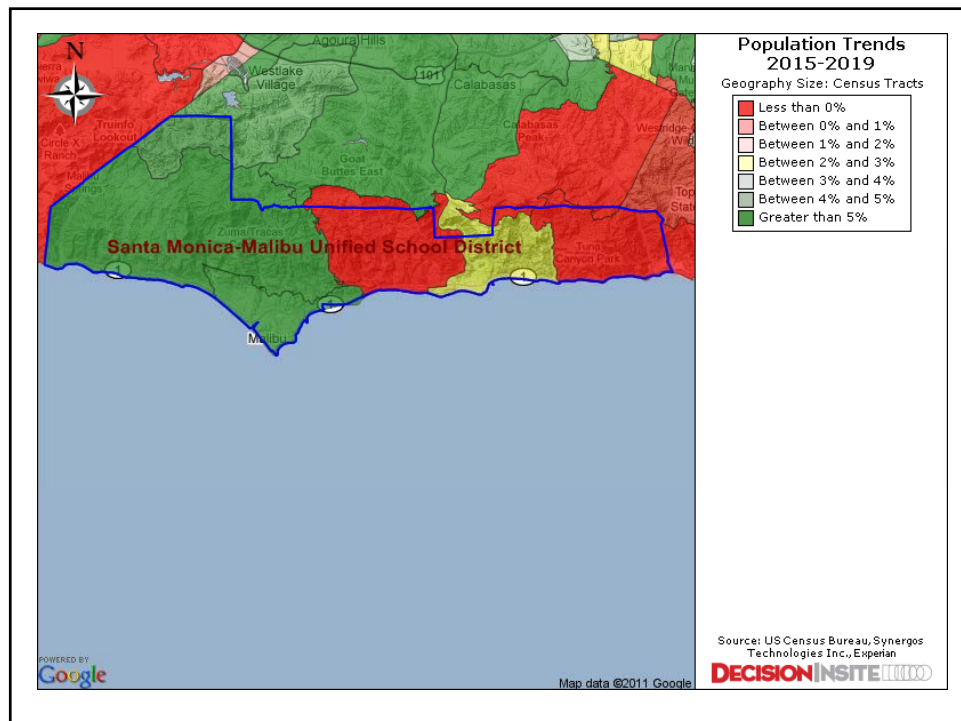 Population Trends
2015-2019
Geography Size: Census Tracts
Less than 0%
Between 0% and 1%
Between 1% and 2%
Between 2% and 3%
Between 3% and 4%
Between 4% and 5%
Greater than 5%
N
Agoura Hills
Westlake
Village
101
Calabasas
Truinfo
Lookout
Circle X
Ranch
Malibu
Springs
Goat
Buttes East
Calabasas
Peak
Zuma/Tracas
Santa Monica-Malibu Unified School District
Tuna
Canyon Park
1
1
1
Malibu
POWERED BY
Google
Map data ©2011 Google
Source: US Census Bureau, Synergos
Technologies Inc., Experian
DECISIONINSITE